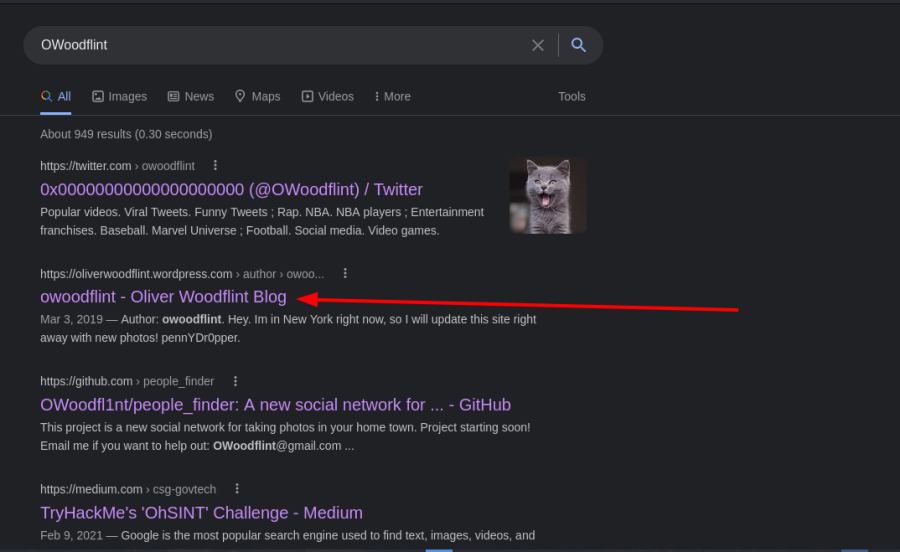 OWoodflint
All Images News Maps Videos More Tools
About 949 results (0.30 seconds)
https://twitter.com › owoodflint
0x00000000000000000000 (@OWoodflint) / Twitter
Popular videos. Viral Tweets. Funny Tweets ; Rap. NBA. NBA players ; Entertainment
franchises. Baseball. Marvel Universe ; Football. Social media. Video games.
https://oliverwoodflint.wordpress.com › author › owoo...
owoodflint - Oliver Woodflint Blog
Mar 3, 2019 — Author: owoodflint. Hey. Im in New York right now, so I will update this site right
away with new photos! pennYDr0pper.
https://github.com › people_finder
OWoodfl1nt/people_finder: A new social network for ... - GitHub
This project is a new social network for taking photos in your home town. Project starting soon!
Email me if you want to help out: OWoodflint@gmail.com ...
https://medium.com › csg-govtech
TryHackMe's 'OhSINT' Challenge - Medium
Feb 9, 2021 — Google is the most popular search engine used to find text, images, videos, and